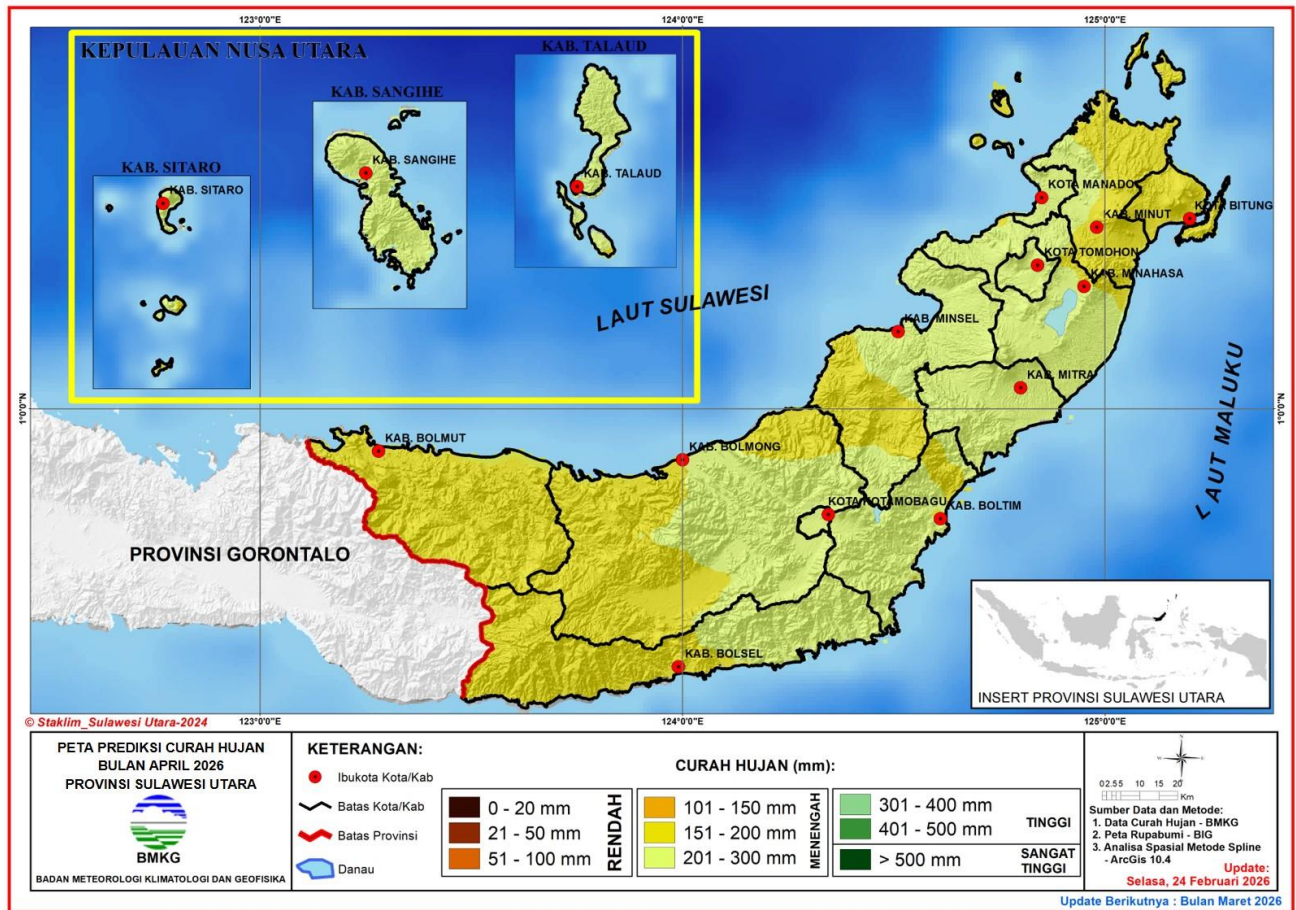 123°0'0"E
124°0'0"E
125°0'0"E
KEPULAUAN NUSA UTARA
KAB. TALAUD
KAB. SANGIHE
KAB. SITARO
KAB. SANGIHE
KAB. TALAUD
KAB. SITARO
KOTA MANADO
KOTA BITUNG
KAB. MINUT
KOTA TOMOHON
KAB. MINAHASA
LAUT SULAWESI
KAB. MINSEL
LAUT MALUKU
KAB. MITRA
1°0'0"N
1°0'0"N
KAB. BOLMUT
KAB. BOLMONG
KOTA KOTAMOBAGU
KAB. BOLTIM
PROVINSI GORONTALO
KAB. BOLSEL
INSERT PROVINSI SULAWESI UTARA
© Staklim_Sulawesi Utara-2024
123°0'0"E
124°0'0"E
125°0'0"E
PETA PREDIKSI CURAH HUJAN
BULAN APRIL 2026
PROVINSI SULAWESI UTARA
BMKG
BADAN METEOROLOGI KLIMATOLOGI DAN GEOFISIKA
KETERANGAN:
Ibukota Kota/Kab
Batas Kota/Kab
Batas Provinsi
Danau
CURAH HUJAN (mm):
0 - 20 mm
21 - 50 mm
51 - 100 mm
RENDAH
101 - 150 mm
151 - 200 mm
201 - 300 mm
MENENGAH
301 - 400 mm
401 - 500 mm
TINGGI
> 500 mm
SANGAT
TINGGI
N
W
E
S
02.55 10 15 20
Km
Sumber Data dan Metode:
1. Data Curah Hujan - BMKG
2. Peta Rupabumi - BIG
3. Analisa Spasial Metode Spline
- ArcGis 10.4
Update:
Selasa, 24 Februari 2026
Update Berikutnya : Bulan Maret 2026